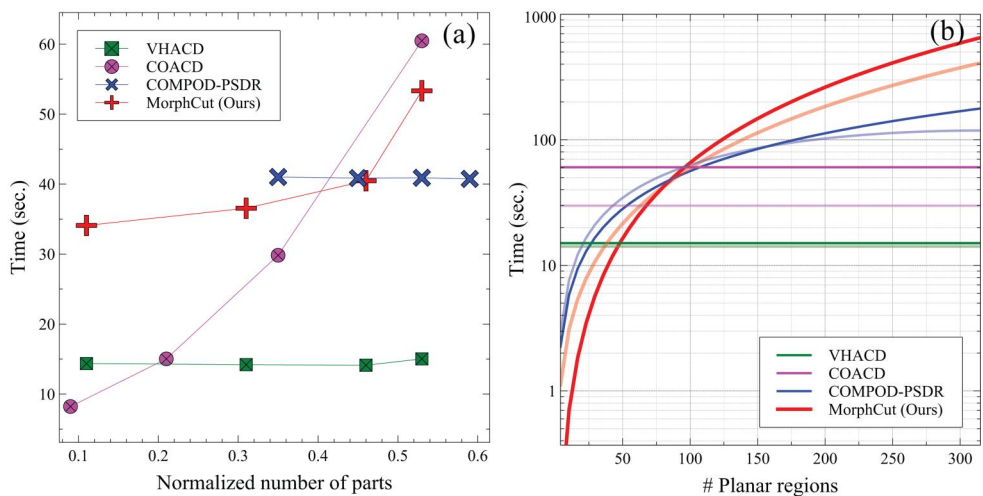 (a)
VHACD
COACD
COMPOD-PSDR
MorphCut (Ours)
60
50
40
30
20
10
0.1 0.2 0.3 0.4 0.5 0.6
Time (sec.)
Normalized number of parts
(b)
1000
100
10
1
50 100 150 200 250 300
Time (sec.)
# Planar regions
VHACD
COACD
COMPOD-PSDR
MorphCut (Ours)